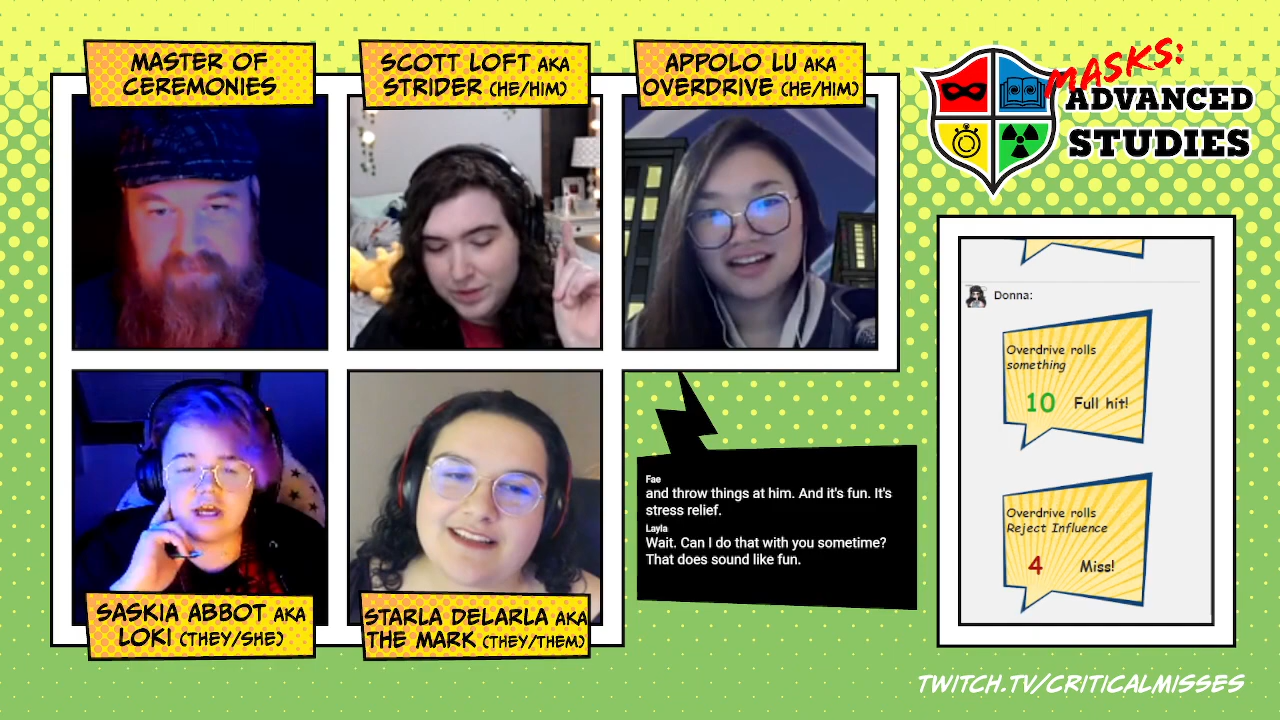 MASTER OF
CEREMONIES
SCOTT LOFT AKA
STRIDER (HE/HIM)
APPOLO LU AKA
OVERDRIVE (HE/HIM)
MASKS:
ADVANCED
STUDIES
Donna:
Overdrive rolls
something
10 Full hit!
Overdrive rolls
Reject Influence
4 Miss!
Fae
and throw things at him. And it's fun. It's
stress relief.
Layla
Wait. Can I do that with you sometime?
That does sound like fun.
SASKIA ABBOT AKA
LOKI (THEY/SHE)
STARLA DELARLA AKA
THE MARK (THEY/THEM)
TWITCH.TV/CRITICALMISSES